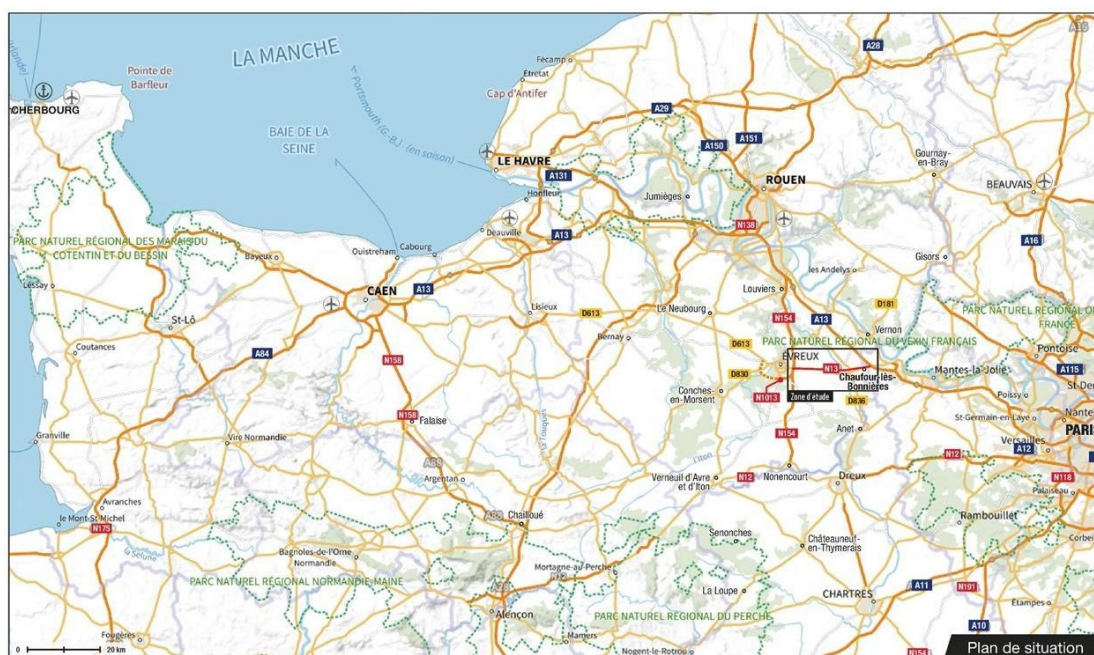 LA MANCHE
Pointe de
Barfleur
CHERBOURG
Fécamp
Etretat
Cap d'Antifer
A28
A16
Portsmouth (G.-B.) (en saison)
BAIE DE LA
SEINE
A29
A151
A150
LE HAVRE
A131
Honfleur
Jumièges
ROUEN
Gournay-
en-Bray
BEAUVAIS
N138
A16
Deauville
A13
PARC NATUREL RÉGIONAL DES MARAIS DU
COTENTIN ET DU BESSIN
Ouistreham
Cabourg
Bayeux
Lessay
CAEN
A13
les Andelys
Gisors
Louviers
Lisieux
D613
Le Neubourg
N154
A13
D181
St-Lô
Bernay
Vernon
PARC NATUREL RÉGIONAL DU VEXIN FRANÇAIS
D613
Coutances
A84
N158
ÉVREUX
N13
Chaufour-lès-
Bonnières
Mantes-la-Jolie
Pontoise
A115
D830
N1013
Zone d'étude
D836
Conches-
en-Morsent
Poissy
St-Germain-en-Laye
PARIS
Versailles
A12
Granville
Vire Normandie
N158
Falaise
N154
Anet
l'Iton
N12
N118
Palaiseau
A88
Argentan
Verneuil d'Avre
et d'Iton
N12
Nonencourt
Dreux
Avranches
le Mont-St-Michel
N175
Chailloué
Rambouillet
Senonches
Châteauneuf-
en-Thymerais
Bagnoles-de-l'Orne
Normandie
PARC NATUREL RÉGIONAL NORMANDIE-MAINE
Mortagne-au-Perche
La Loupe
CHARTRES
A11
N191
Étampes
Alençon
PARC NATUREL RÉGIONAL DU PERCHE
Mamers
Nogent-le-Rotrou
Fougères
A10
N154
0 20 km
Plan de situation